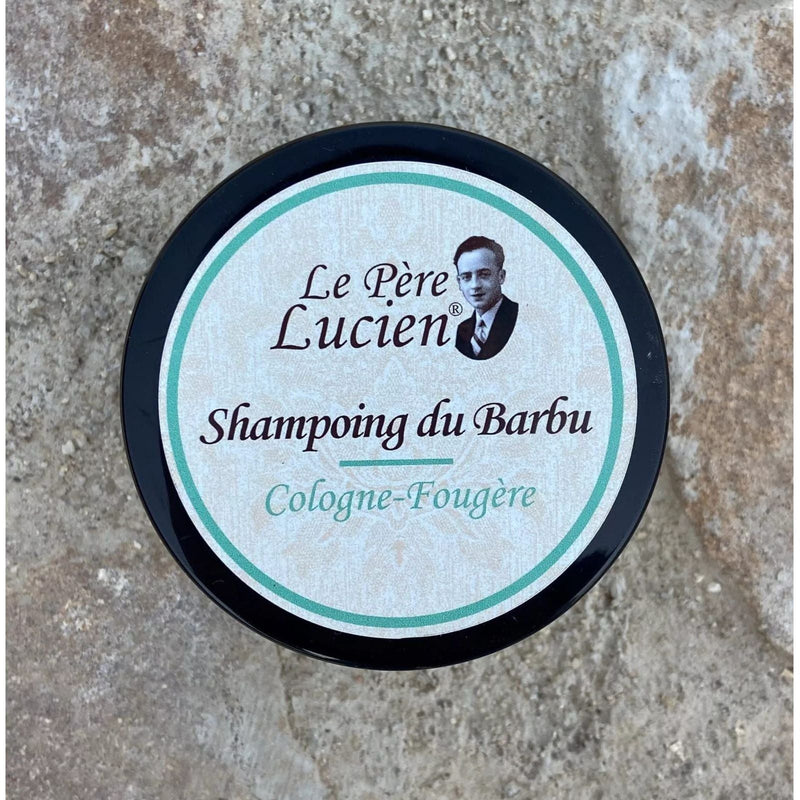 Le Père
Lucien®
Shampoing du Barbu
Cologne-Fougère